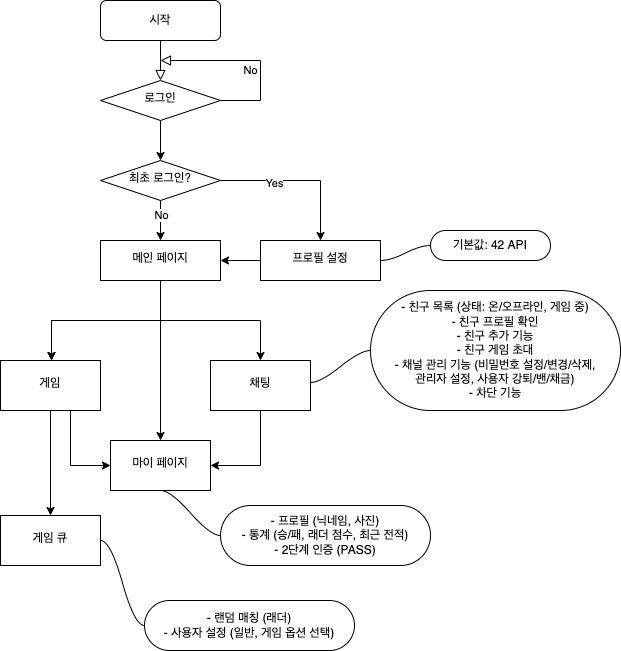 시작
No
로그인
최초 로그인?
Yes
No
메인 페이지
프로필 설정
기본값: 42 API
- 친구 목록 (상태: 온/오프라인, 게임 중)
- 친구 프로필 확인
- 친구 추가 기능
- 친구 게임 초대
- 채널 관리 기능 (비밀번호 설정/변경/삭제,
관리자 설정, 사용자 강퇴/밴/채금)
- 차단 기능
게임
채팅
마이 페이지
- 프로필 (닉네임, 사진)
- 통계 (승/패, 래더 점수, 최근 전적)
- 2단계 인증 (PASS)
게임 큐
- 랜덤 매칭 (래더)
- 사용자 설정 (일반, 게임 옵션 선택)